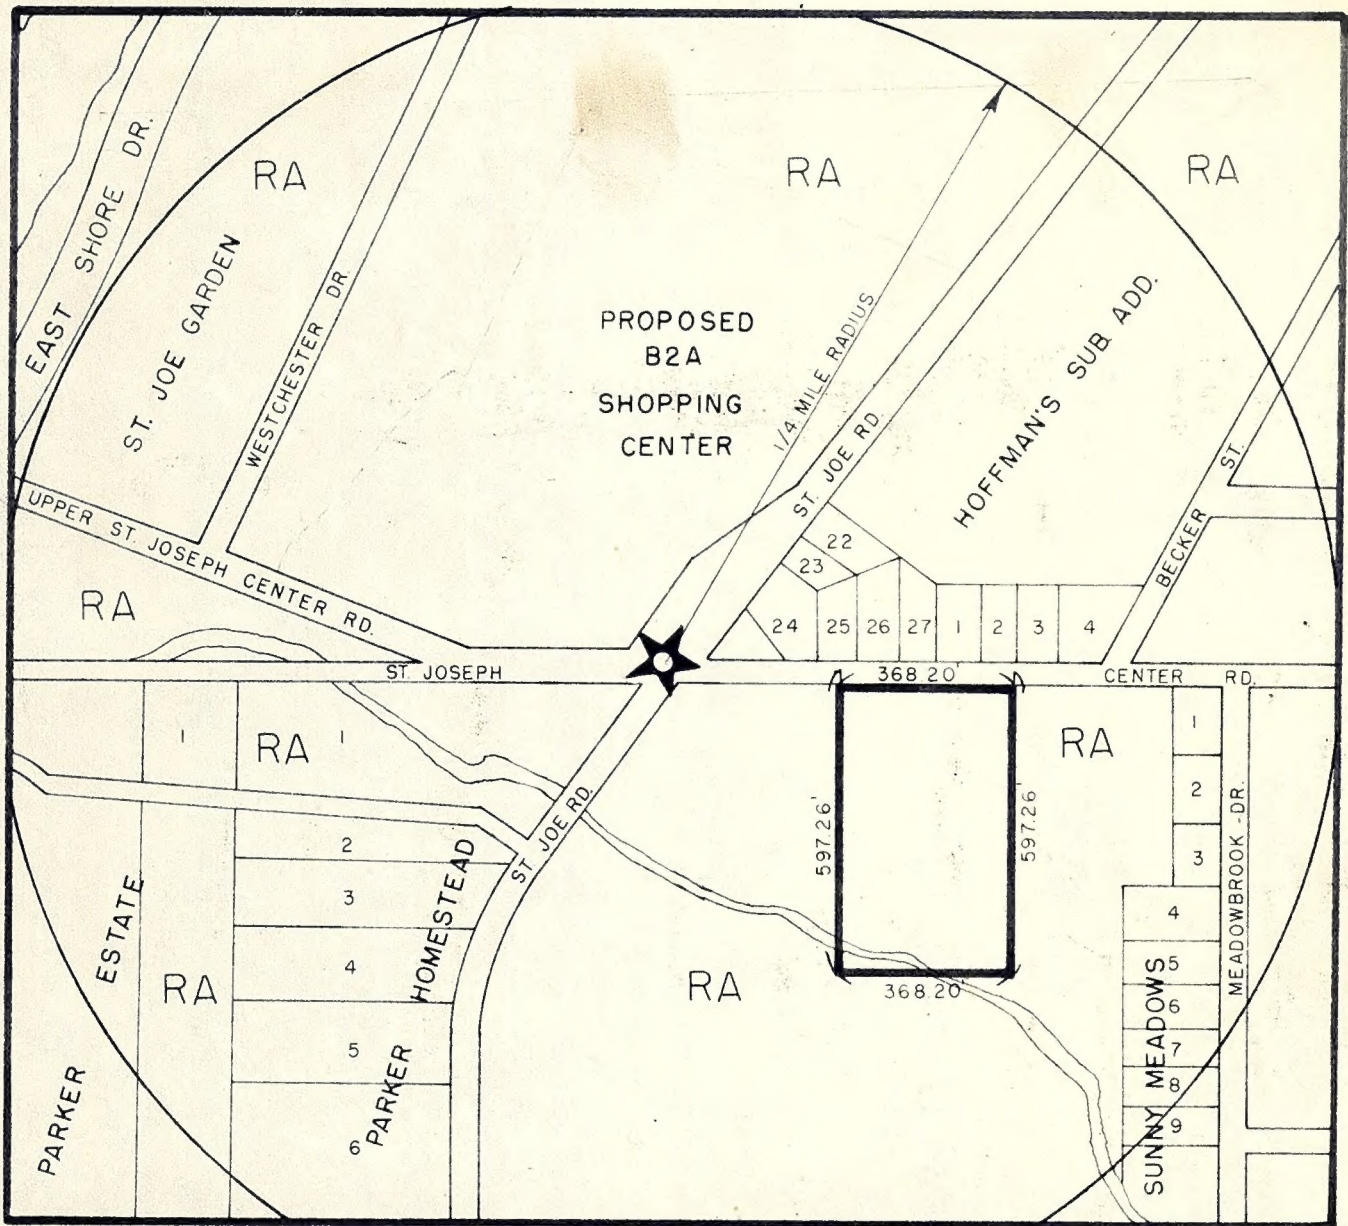 RA
RA
RA
EAST SHORE DR.
ST. JOE GARDEN
WESTCHESTER DR.
PROPOSED
B2A
SHOPPING
CENTER
1/4 MILE RADIUS
ST. JOE RD.
HOFFMAN'S SUB. ADD.
BECKER ST.
UPPER ST. JOSEPH CENTER RD.
RA
22
23
24
25
26
27
1
2
3
4
ST. JOSEPH
CENTER RD.
368.20'
597.26'
597.26'
368.20'
1
RA
1
RA
1
2
3
4
5
6
7
8
9
MEADOWBROOK DR.
SUNNY MEADOWS
ST. JOE RD.
2
3
4
5
6
PARKER HOMESTEAD
PARKER ESTATE
RA
RA